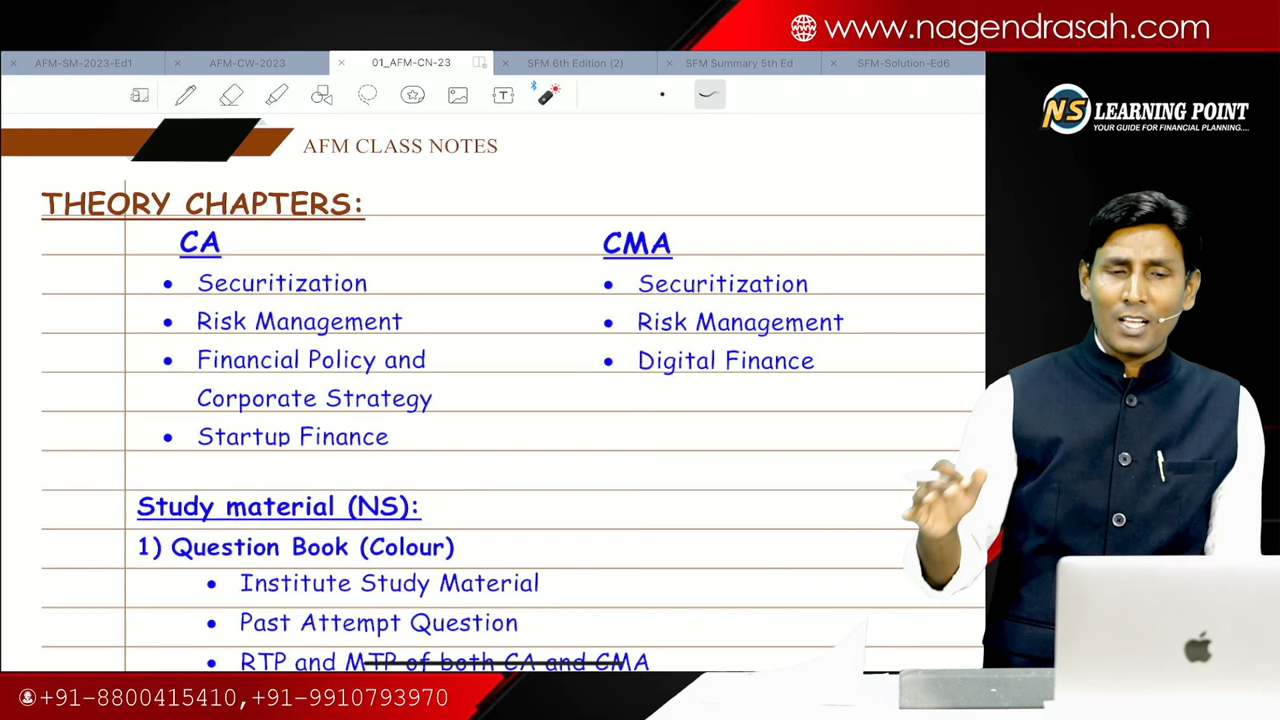 www.nagendrasah.com
AFM-SM-2023-Ed1
AFM-CW-2023
01_AFM-CN-23
SFM 6th Edition (2)
SFM Summary 5th Ed
SFM-Solution-Ed6
T
NS LEARNING POINT
YOUR GUIDE FOR FINANCIAL PLANNING....
AFM CLASS NOTES
THEORY CHAPTERS:
CA
• Securitization
• Risk Management
• Financial Policy and
Corporate Strategy
• Startup Finance
CMA
• Securitization
• Risk Management
• Digital Finance
Study material (NS):
1) Question Book (Colour)
• Institute Study Material
• Past Attempt Question
• RTP and MTP of both CA and CMA
+91-8800415410,+91-9910793970